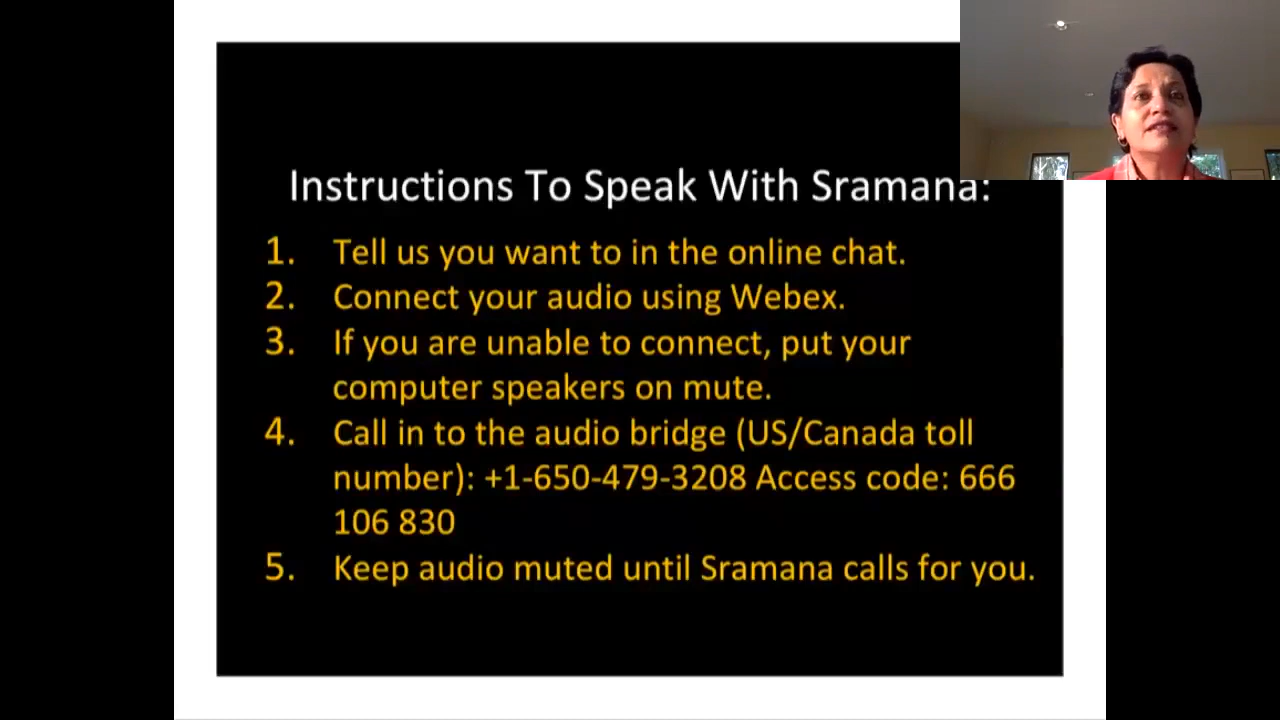 Instructions To Speak With Sramana:
1. Tell us you want to in the online chat.
2. Connect your audio using Webex.
3. If you are unable to connect, put your
computer speakers on mute.
4. Call in to the audio bridge (US/Canada toll
number): +1-650-479-3208 Access code: 666
106 830
5. Keep audio muted until Sramana calls for you.